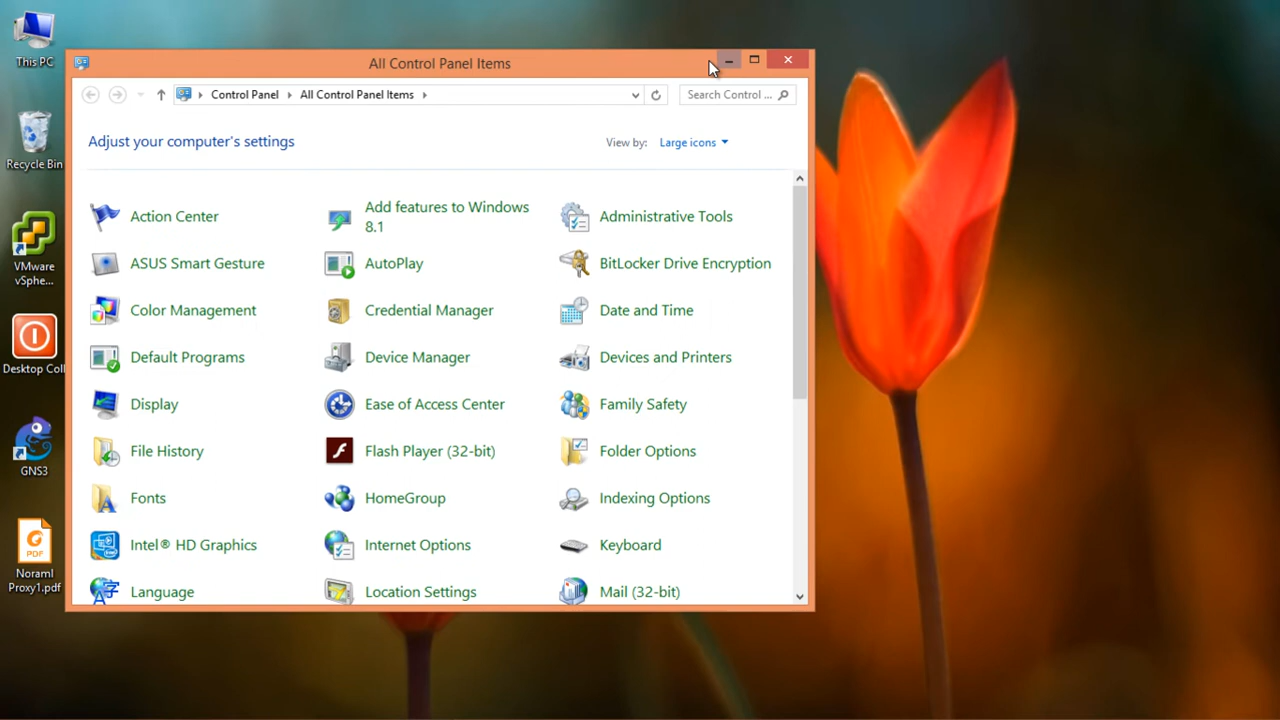 This PC
Recycle Bin
VMware
vSphe...
Desktop Coll
GNS3
PDF
Noraml
Proxy1.pdf
All Control Panel Items
Control Panel
All Control Panel Items
Search Control ...
Adjust your computer's settings
View by:
Large icons
Action Center
Add features to Windows
8.1
Administrative Tools
ASUS Smart Gesture
AutoPlay
BitLocker Drive Encryption
Color Management
Credential Manager
Date and Time
Default Programs
Device Manager
Devices and Printers
Display
Ease of Access Center
Family Safety
File History
Flash Player (32-bit)
Folder Options
Fonts
HomeGroup
Indexing Options
Intel® HD Graphics
Internet Options
Keyboard
Language
Location Settings
Mail (32-bit)